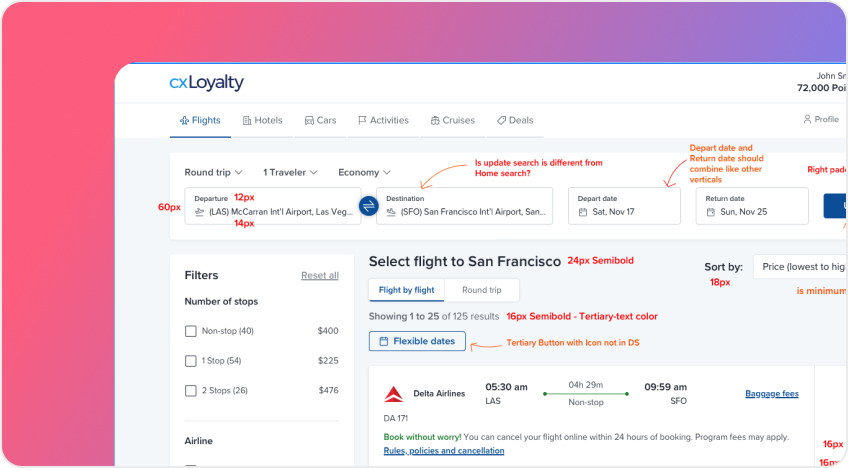 cxLoyalty
John Sm
72,000 Poi
Flights
Hotels
Cars
Activities
Cruises
Deals
Profile
Round trip
1 Traveler
Economy
Is update search is different from
Home search?
Depart date and
Return date should
combine like other
verticals
Right pad
60px
Departure
12px
(LAS) McCarran Int'l Airport, Las Veg...
14px
Destination
(SFO) San Francisco Int'l Airport, San...
Depart date
Sat, Nov 17
Return date
Sun, Nov 25
Filters
Reset all
Number of stops
Non-stop (40)
$400
1 Stop (54)
$225
2 Stops (26)
$476
Airline
Select flight to San Francisco
24px Semibold
Sort by:
18px
Price (lowest to hig
is minimum
Flight by flight
Round trip
Showing 1 to 25 of 125 results
16px Semibold - Tertiary-text color
Flexible dates
Tertiary Button with Icon not in DS
Delta Airlines
05:30 am
LAS
04h 29m
Non-stop
09:59 am
SFO
Baggage fees
DA 171
Book without worry! You can cancel your flight online within 24 hours of booking. Program fees may apply.
Rules, policies and cancellation
16px
16px